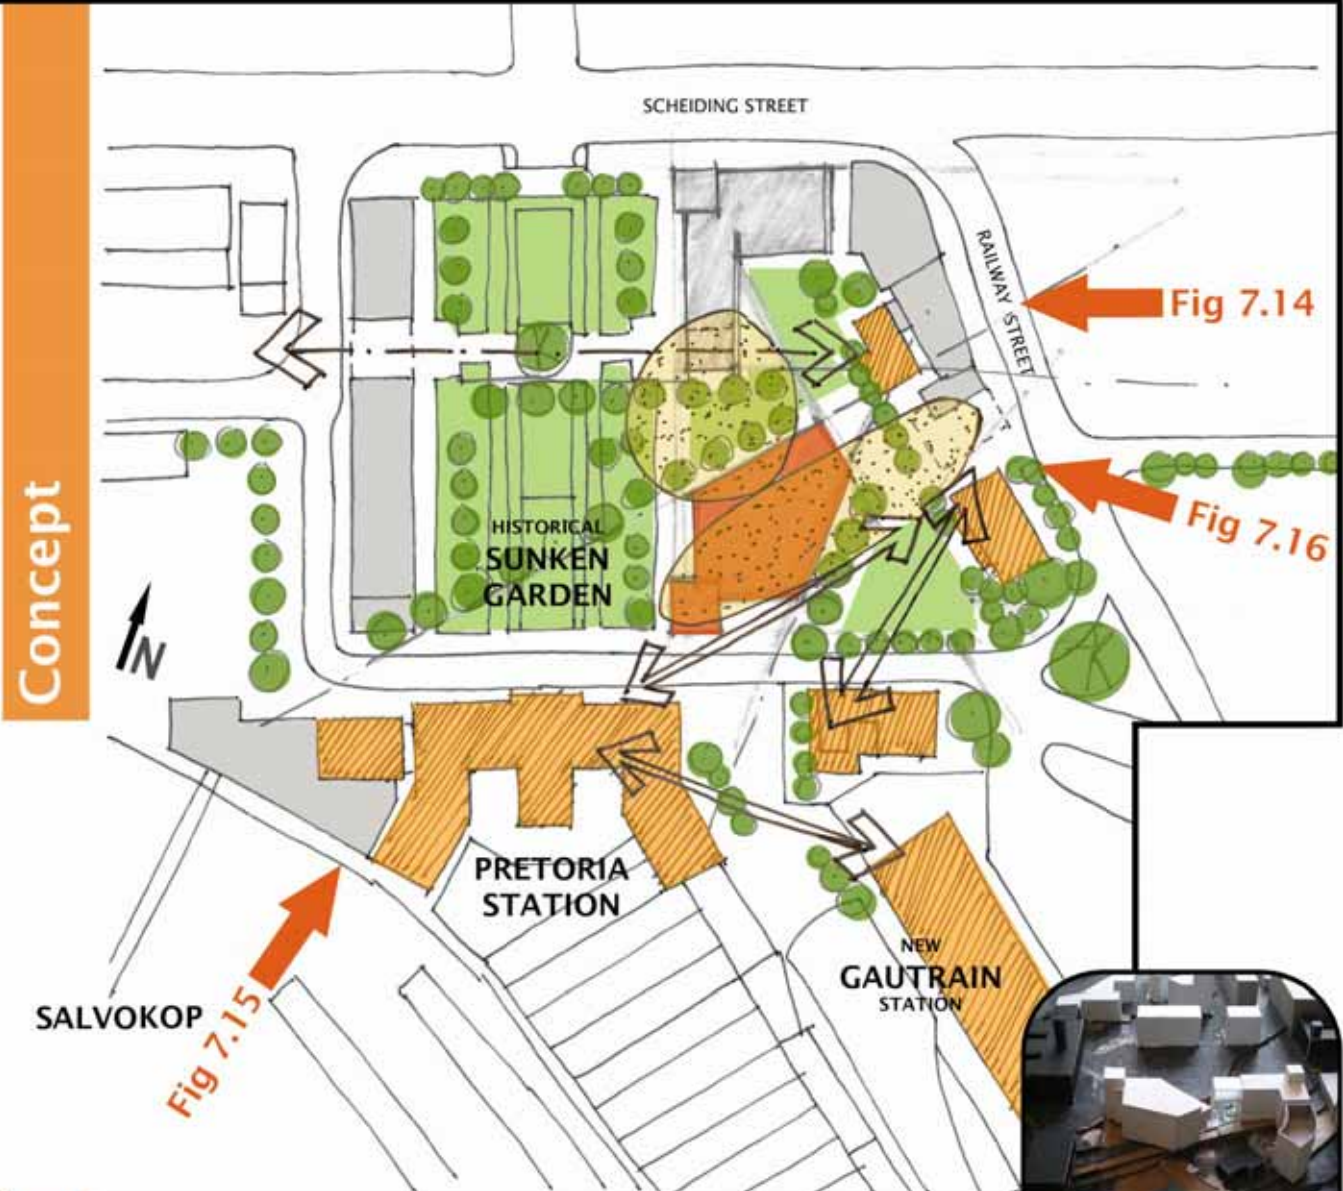 Concept
SCHEIDING STREET
RAILWAY STREET
Fig 7.14
Fig 7.16
HISTORICAL
SUNKEN
GARDEN
N
PRETORIA
STATION
NEW
GAUTRAIN
STATION
SALVOKOP
Fig 7.15